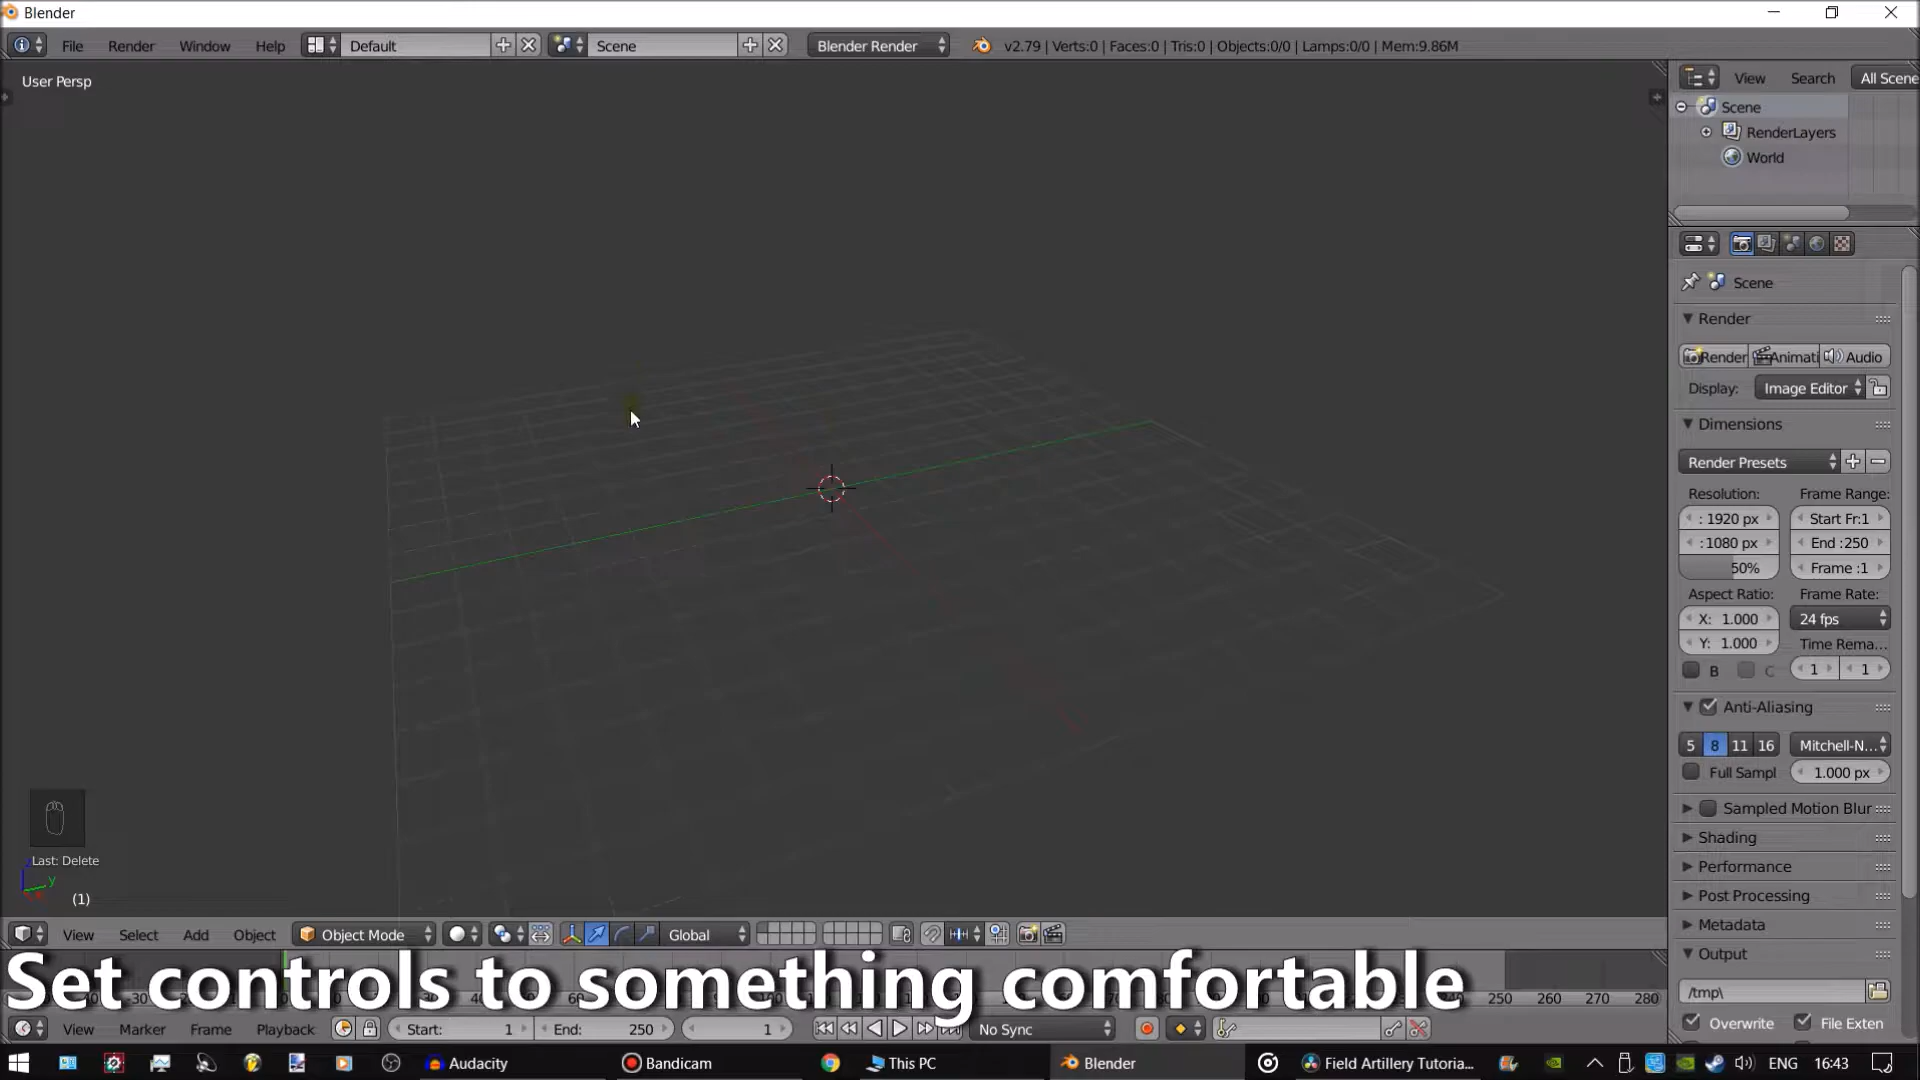 Blender
File Render Window Help Default Scene Blender Render v2.79 | Verts:0 | Faces:0 | Tris:0 | Objects:0/0 | Lamps:0/0 | Mem:9.86M
User Persp
View Search All Scene
Scene
RenderLayers
World
Scene
Render
Render Animati Audio
Display: Image Editor
Dimensions
Render Presets
Resolution: Frame Range:
: 1920 px Start Fr:1
:1080 px End :250
50% Frame :1
Aspect Ratio: Frame Rate:
X: 1.000 24 fps
Y: 1.000 Time Rema...
B C 1 1
Anti-Aliasing
5 8 11 16 Mitchell-N...
Full Sampl 1.000 px
Sampled Motion Blur
Shading
Performance
Post Processing
Metadata
Output
/tmp\
Overwrite File Exten
Last: Delete
y
(1)
View Select Add Object Object Mode Global
Set controls to something comfortable
250 260 270 280
View Marker Frame Playback Start: 1 End: 250 1 No Sync
Audacity Bandicam This PC Blender Field Artillery Tutoria... ENG 16:43